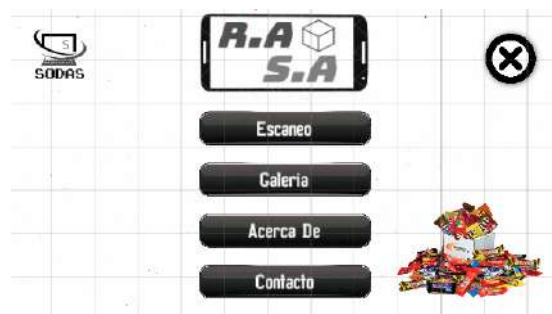 R.A
S.A
S
SODAS
Escaneo
Galeria
Acerca De
Contacto